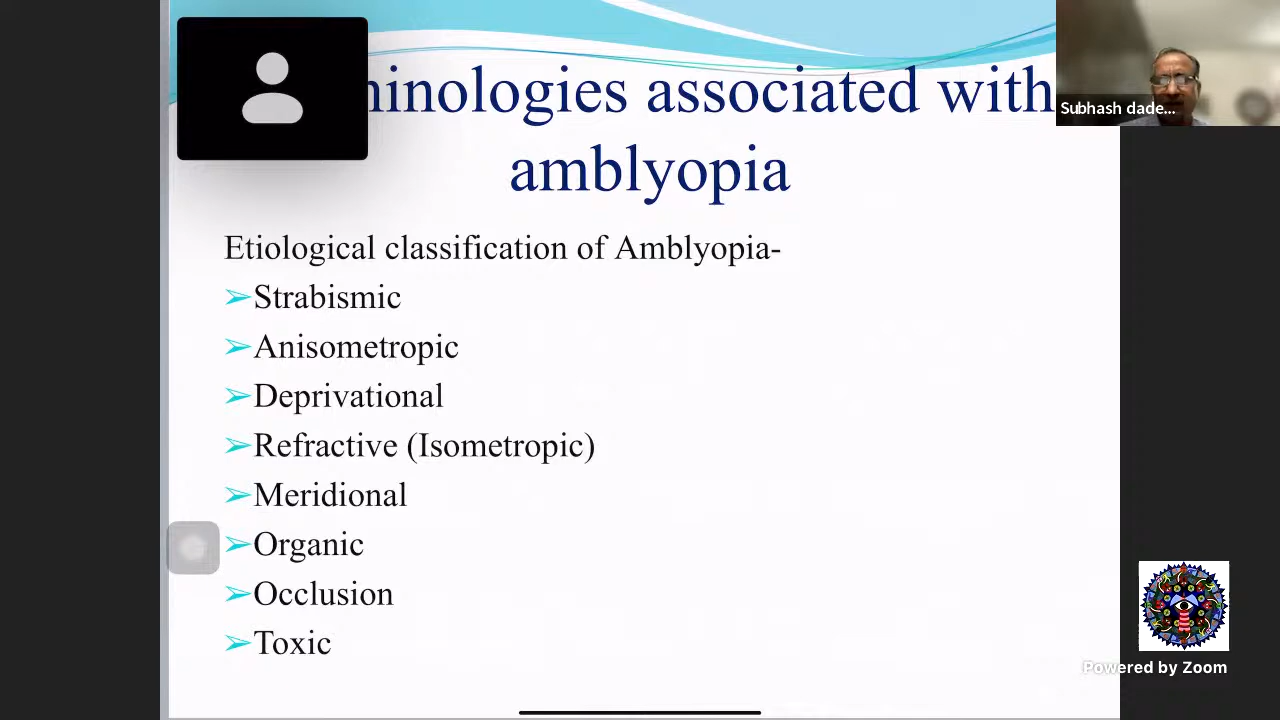 minologies associated with
amblyopia
Subhash dade...
Etiological classification of Amblyopia-
➢Strabismic
➢Anisometropic
➢Deprivational
➢Refractive (Isometropic)
➢Meridional
➢Organic
➢Occlusion
➢Toxic
Powered by Zoom